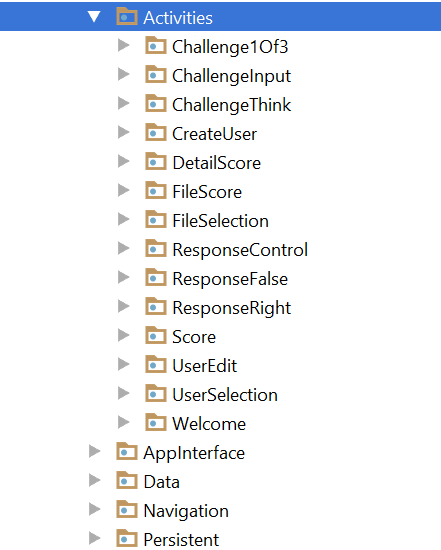 Activities
Challenge1Of3
ChallengeInput
ChallengeThink
CreateUser
DetailScore
FileScore
FileSelection
ResponseControl
ResponseFalse
ResponseRight
Score
UserEdit
UserSelection
Welcome
AppInterface
Data
Navigation
Persistent